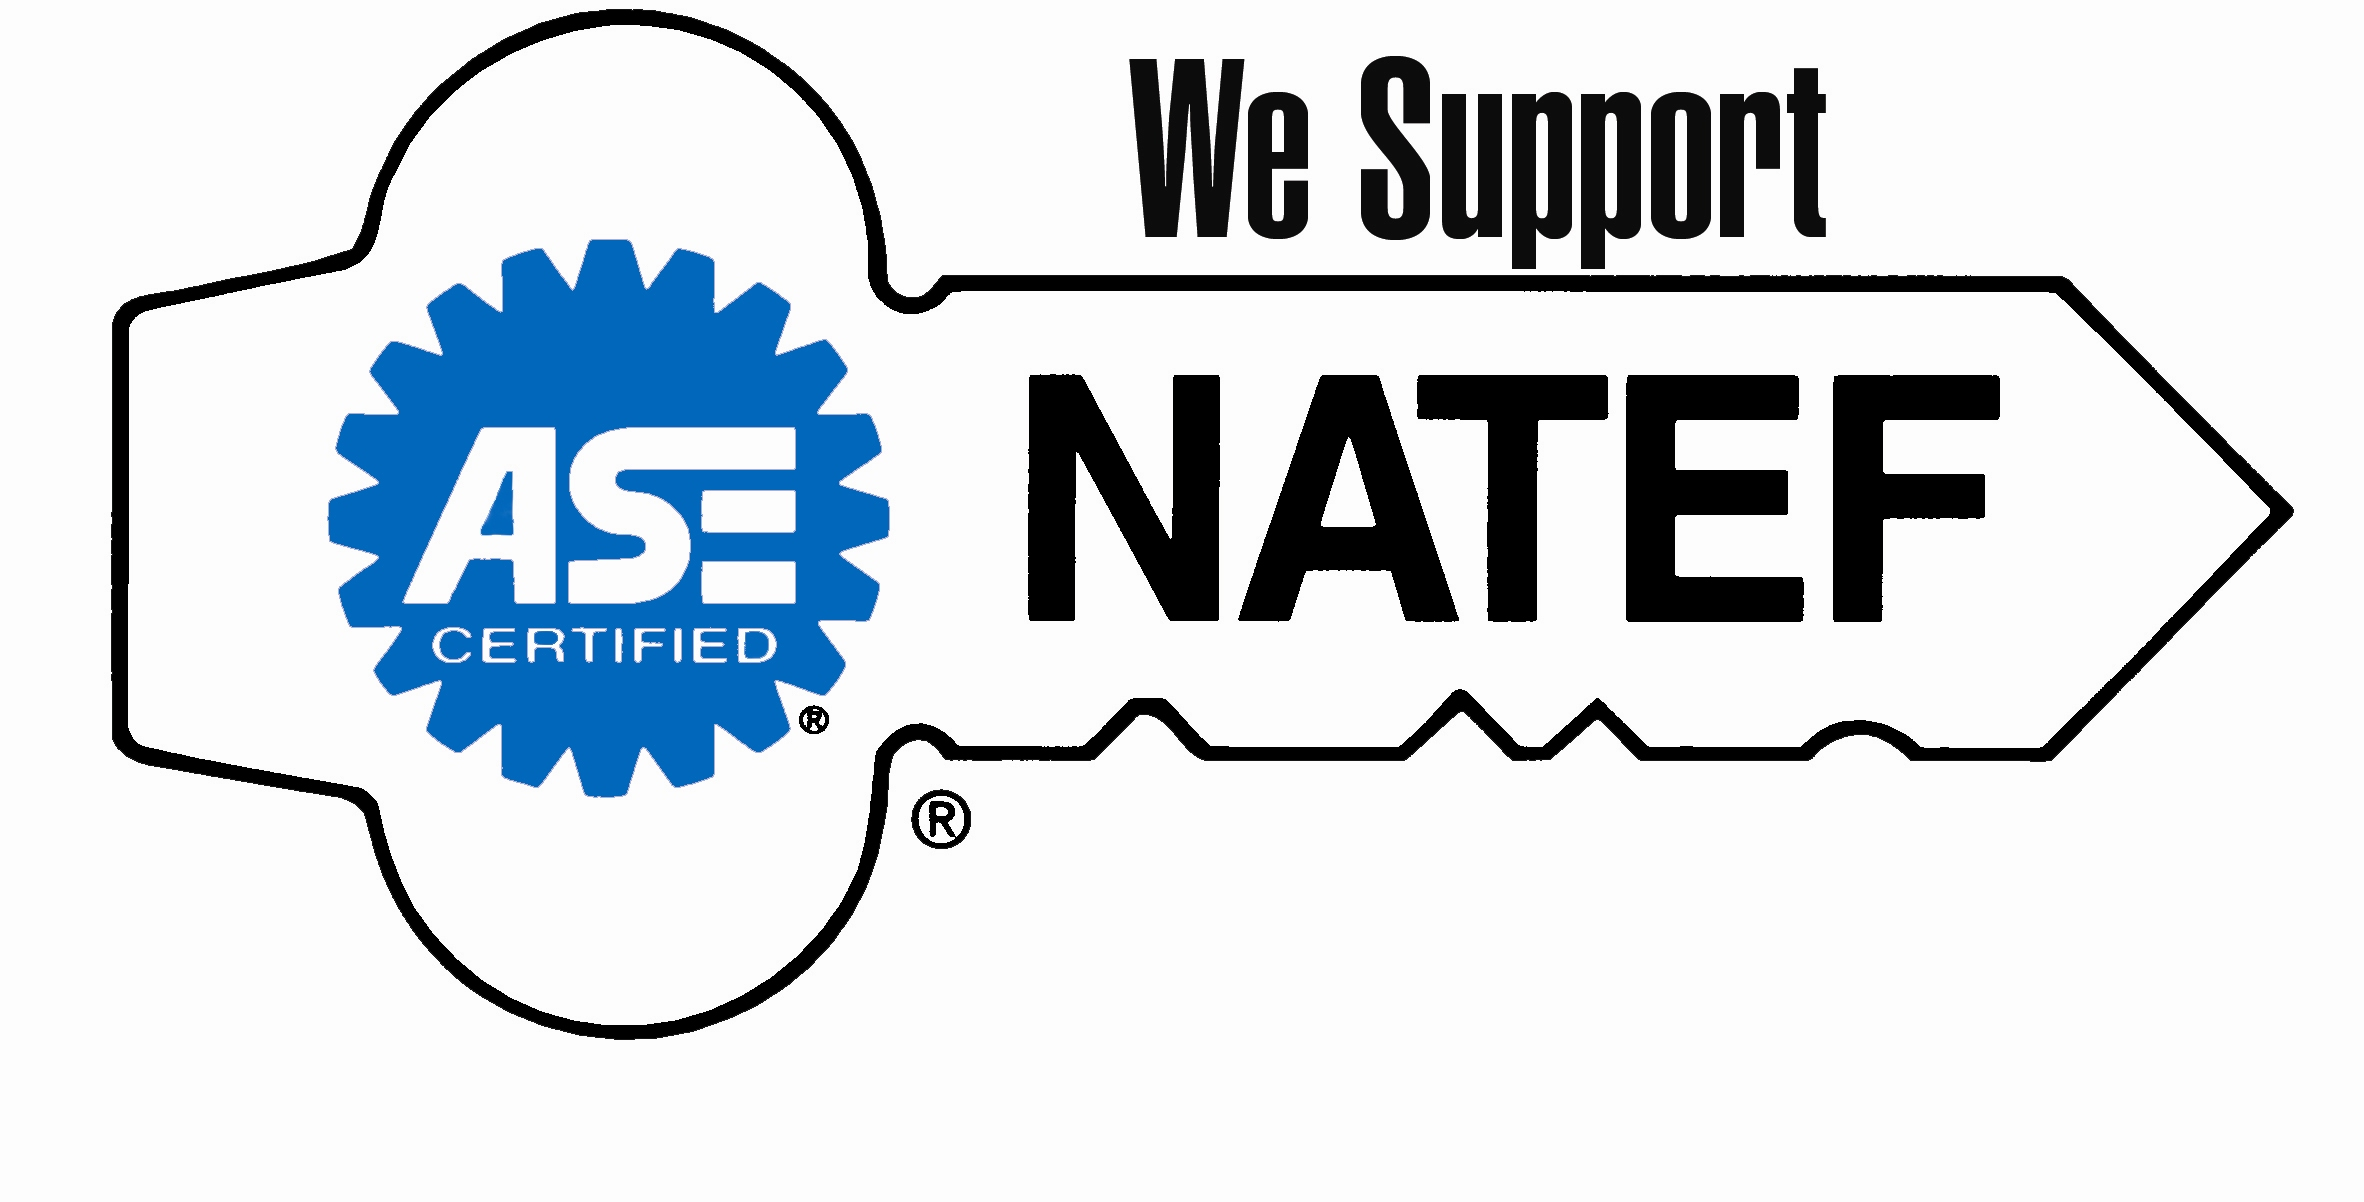 We Support
NATEF
ASE
CERTIFIED
®
®